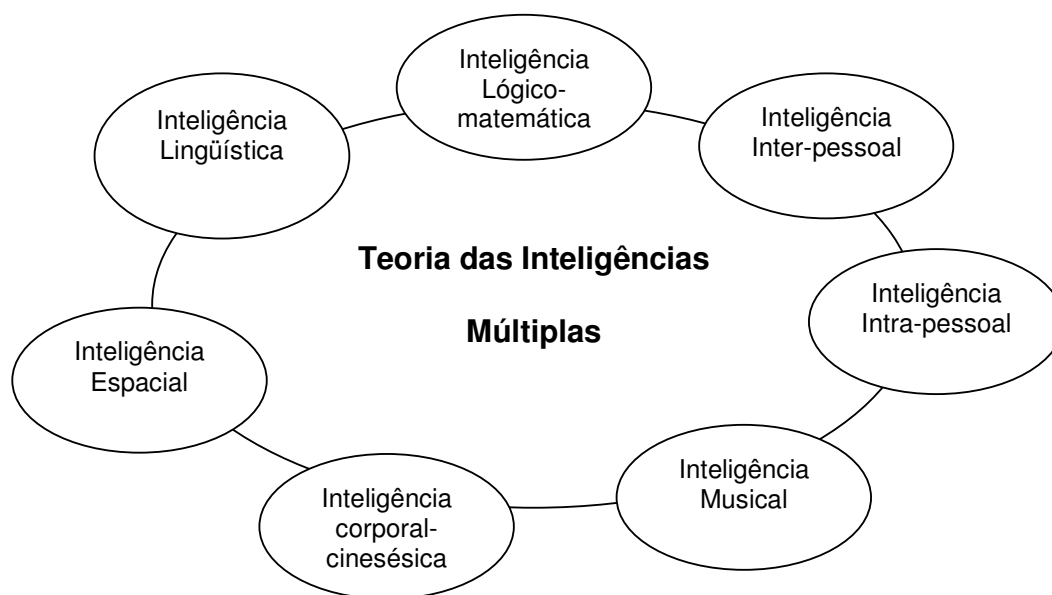 Inteligência
Lógico-
matemática
Inteligência
Lingüística
Inteligência
Inter-pessoal
Teoria das Inteligências
Múltiplas
Inteligência
Intra-pessoal
Inteligência
Espacial
Inteligência
Musical
Inteligência
corporal-
cinesésica